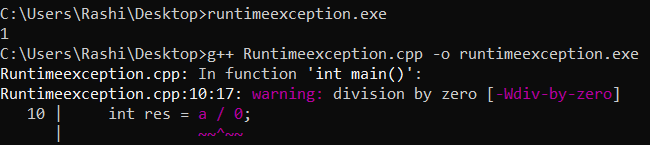 C:\Users\Rashi\Desktop>runtimeexception.exe
1
C:\Users\Rashi\Desktop>g++ Runtimeexception.cpp -o runtimeexception.exe
Runtimeexception.cpp: In function 'int main()':
Runtimeexception.cpp:10:17: warning: division by zero [-Wdiv-by-zero]
   10 |     int res = a / 0;
      |               ~~^~~